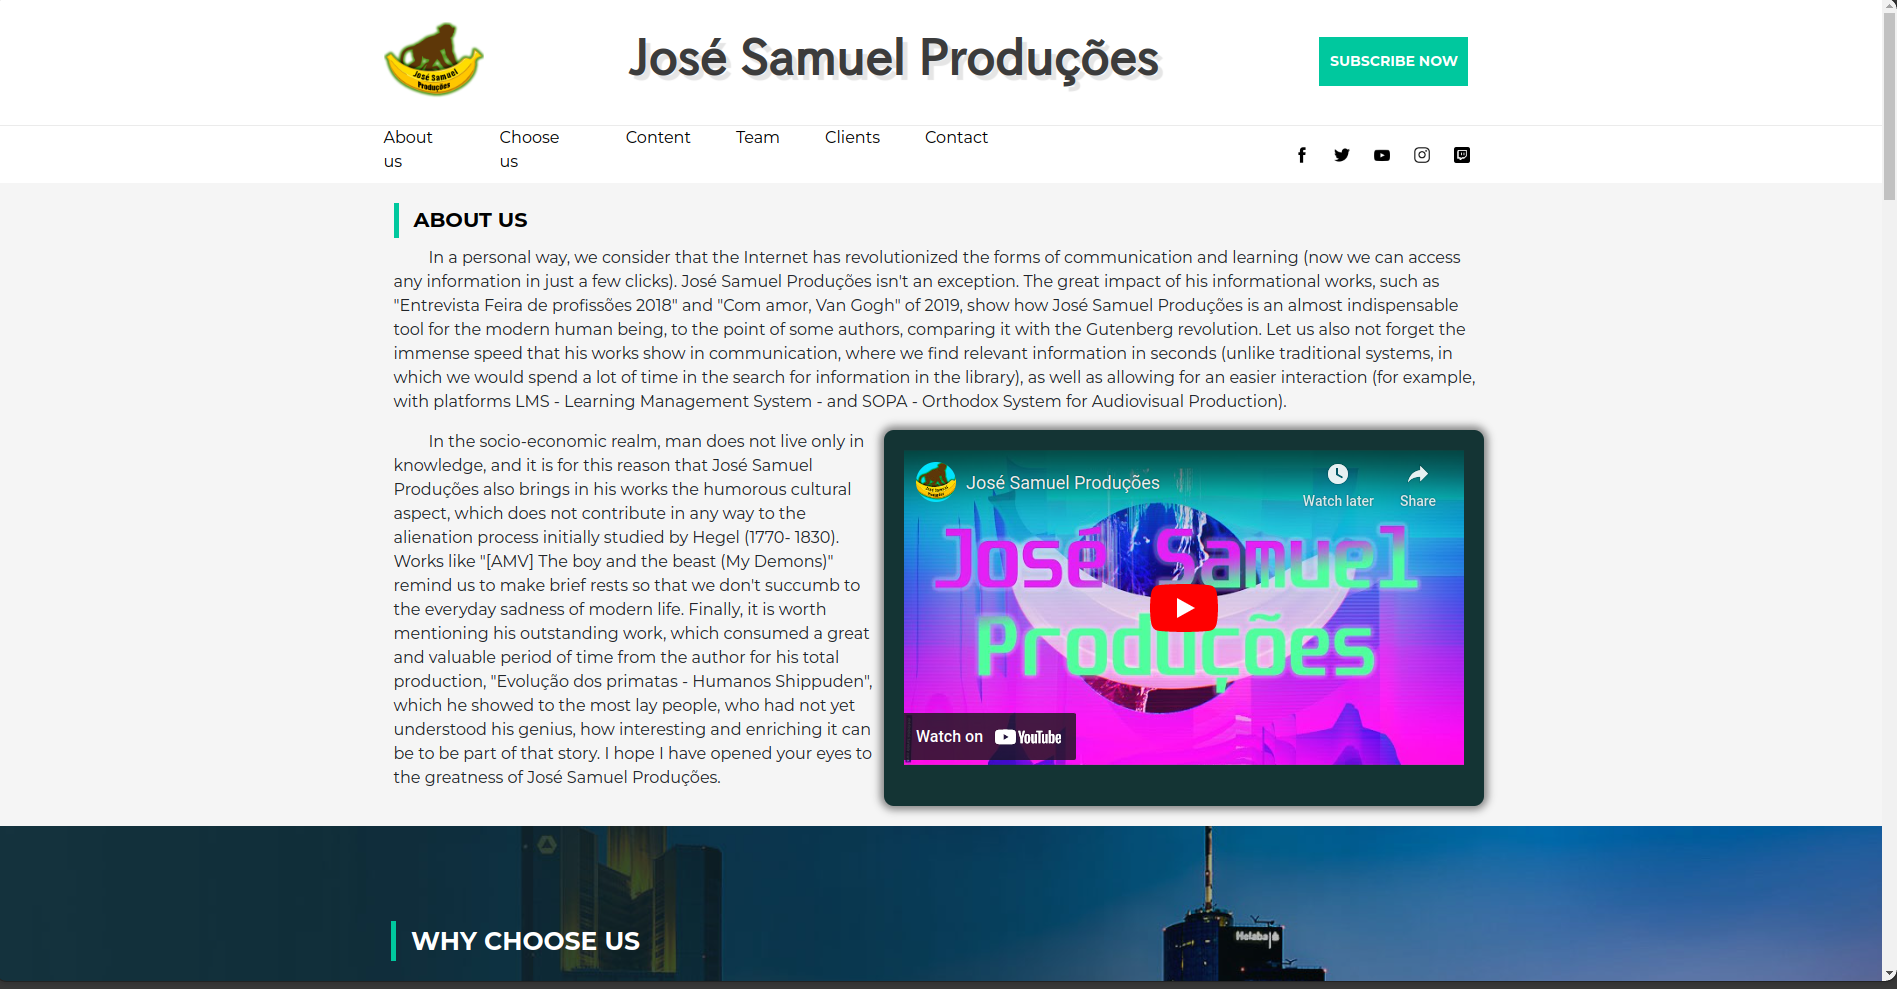 José Samuel
Produções
José Samuel Produções
SUBSCRIBE NOW
About
us
Choose
us
Content
Team
Clients
Contact
ABOUT US
In a personal way, we consider that the Internet has revolutionized the forms of communication and learning (now we can access
any information in just a few clicks). José Samuel Produções isn't an exception. The great impact of his informational works, such as
"Entrevista Feira de profissões 2018" and "Com amor, Van Gogh" of 2019, show how José Samuel Produções is an almost indispensable
tool for the modern human being, to the point of some authors, comparing it with the Gutenberg revolution. Let us also not forget the
immense speed that his works show in communication, where we find relevant information in seconds (unlike traditional systems, in
which we would spend a lot of time in the search for information in the library), as well as allowing for an easier interaction (for example,
with platforms LMS - Learning Management System - and SOPA - Orthodox System for Audiovisual Production).
In the socio-economic realm, man does not live only in
knowledge, and it is for this reason that José Samuel
Produções also brings in his works the humorous cultural
aspect, which does not contribute in any way to the
alienation process initially studied by Hegel (1770- 1830).
Works like "[AMV] The boy and the beast (My Demons)"
remind us to make brief rests so that we don't succumb to
the everyday sadness of modern life. Finally, it is worth
mentioning his outstanding work, which consumed a great
and valuable period of time from the author for his total
production, "Evolução dos primatas - Humanos Shippuden",
which he showed to the most lay people, who had not yet
understood his genius, how interesting and enriching it can
be to be part of that story. I hope I have opened your eyes to
the greatness of José Samuel Produções.
José Samuel Produções
Watch later
Share
José Samuel
Produções
Watch on YouTube
WHY CHOOSE US
Helaba